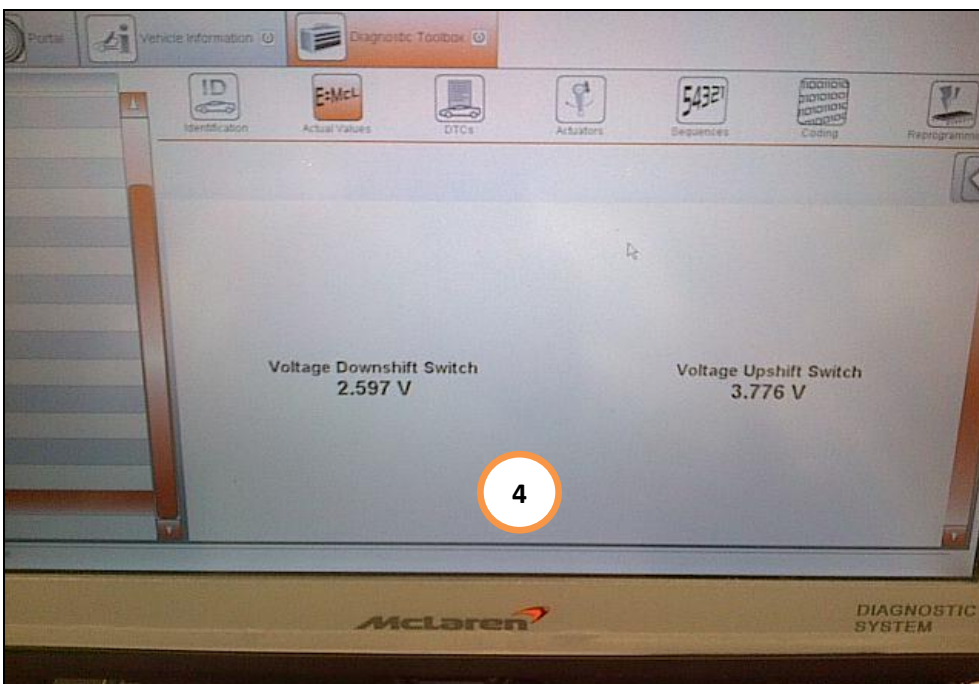 Portal
Vehicle Information
Diagnostic Toolbox
ID
Identification
E=McL
Actual Values
DTCs
Actuators
54321
Sequences
Coding
Reprogramming
Voltage Downshift Switch
2.597 V
Voltage Upshift Switch
3.776 V
4
McLaren
DIAGNOSTIC
SYSTEM